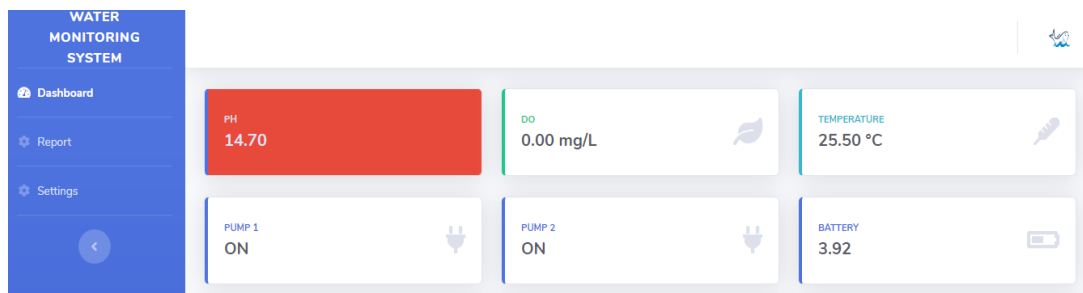 WATER
MONITORING
SYSTEM
Dashboard
Report
Settings
PH
14.70
DO
0.00 mg/L
TEMPERATURE
25.50 °C
PUMP 1
ON
PUMP 2
ON
BATTERY
3.92